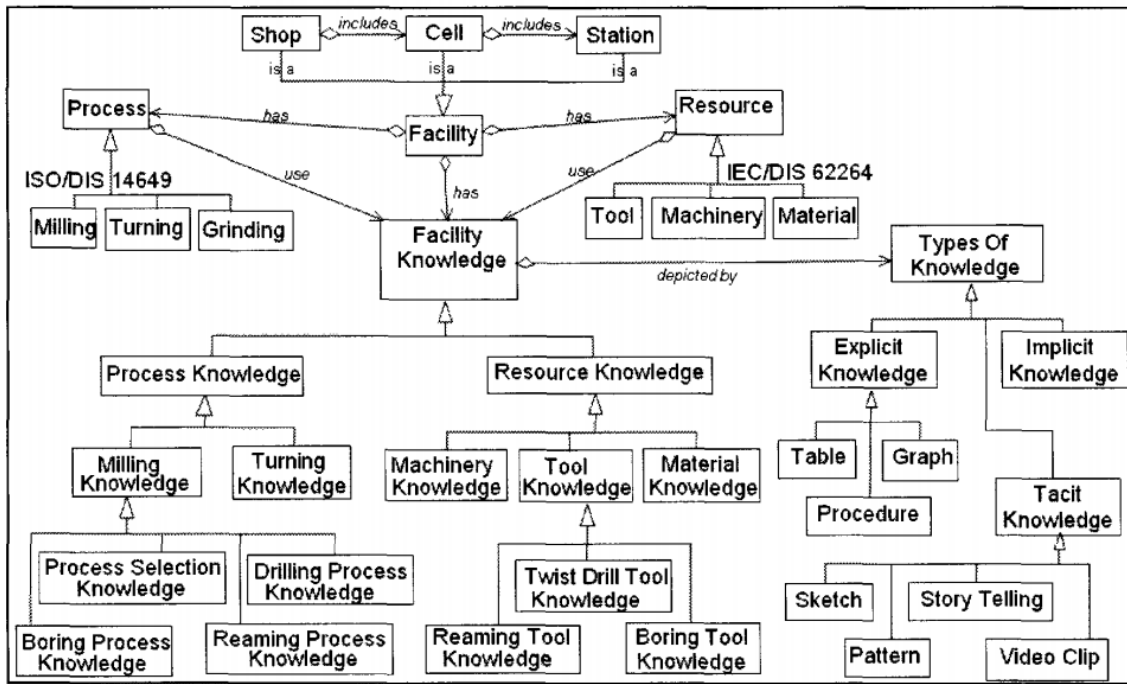 includes
includes
Shop
Cell
Station
is a
is a
is a
Process
Resource
has
has
Facility
ISO/DIS 14649
use
has
use
IEC/DIS 62264
Milling
Turning
Grinding
Tool
Machinery
Material
Facility
Knowledge
Types Of
Knowledge
depicted by
Explicit
Knowledge
Implicit
Knowledge
Process Knowledge
Resource Knowledge
Milling
Knowledge
Turning
Knowledge
Machinery
Knowledge
Tool
Knowledge
Material
Knowledge
Table
Graph
Procedure
Tacit
Knowledge
Process Selection
Knowledge
Drilling Process
Knowledge
Twist Drill Tool
Knowledge
Sketch
Story Telling
Boring Process
Knowledge
Reaming Process
Knowledge
Reaming Tool
Knowledge
Boring Tool
Knowledge
Pattern
Video Clip